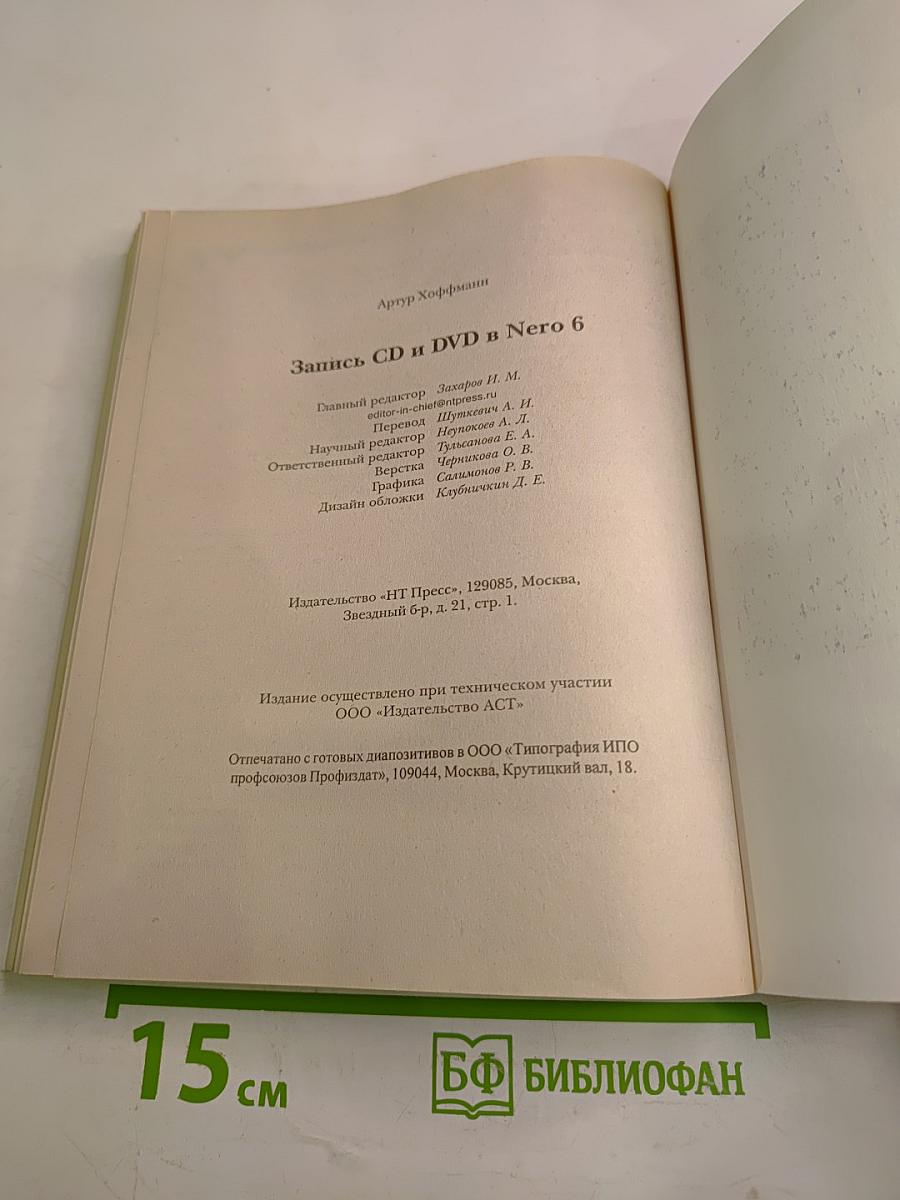 Артур Хоффманн
Запись CD и DVD в Nero 6
Главный редактор Захаров И. М.
editor-in-chief@ntpress.ru
Перевод Шуткевич А. И.
Научный редактор Неупокоев А. Л.
Ответственный редактор Тульсанова Е. А.
Верстка Черникова О. В.
Графика Салимонов Р. В.
Дизайн обложки Клубничкин Д. Е.
Издательство «НТ Пресс», 129085, Москва,
Звездный б-р, д. 21, стр. 1.
Издание осуществлено при техническом участии
ООО «Издательство АСТ»
Отпечатано с готовых диапозитивов в ООО «Типография ИПО
профсоюзов Профиздат», 109044, Москва, Крутицкий вал, 18.
15 см
БФ БИБЛИОФАН